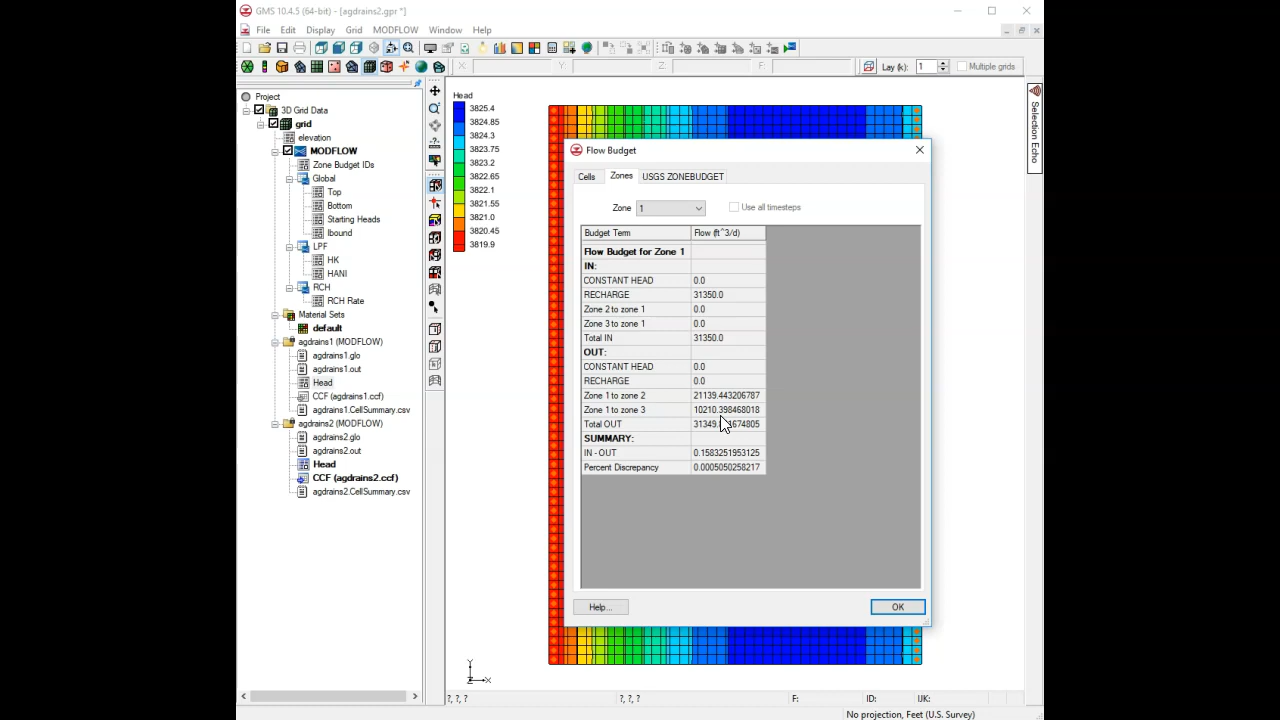 GMS 10.4.5 (64-bit) - [agdrains2.gpr *]
File Edit Display Grid MODFLOW Window Help
X: Y: Z: F: Lay (k): 1 Multiple grids
Project
3D Grid Data
grid
elevation
MODFLOW
Zone Budget IDs
Global
Top
Bottom
Starting Heads
Ibound
LPF
HK
HANI
RCH
RCH Rate
Material Sets
default
agdrains1 (MODFLOW)
agdrains1.glo
agdrains1.out
Head
CCF (agdrains1.ccf)
agdrains1.CellSummary.csv
agdrains2 (MODFLOW)
agdrains2.glo
agdrains2.out
Head
CCF (agdrains2.ccf)
agdrains2.CellSummary.csv
Head
3825.4
3824.85
3824.3
3823.75
3823.2
3822.65
3822.1
3821.55
3821.0
3820.45
3819.9
Selection Echo
Flow Budget
Cells Zones USGS ZONEBUDGET
Zone 1 Use all timesteps
Budget Term Flow (ft^3/d)
Flow Budget for Zone 1
IN:
CONSTANT HEAD 0.0
RECHARGE 31350.0
Zone 2 to zone 1 0.0
Zone 3 to zone 1 0.0
Total IN 31350.0
OUT:
CONSTANT HEAD 0.0
RECHARGE 0.0
Zone 1 to zone 2 21139.443206787
Zone 1 to zone 3 10210.398468018
Total OUT
SUMMARY:
IN - OUT 0.1583251953125
Percent Discrepancy 0.0005050258217
Help... OK
Y
Z X
?, ?, ? ?, ?, ? F: ID: IJK:
No projection, Feet (U.S. Survey)